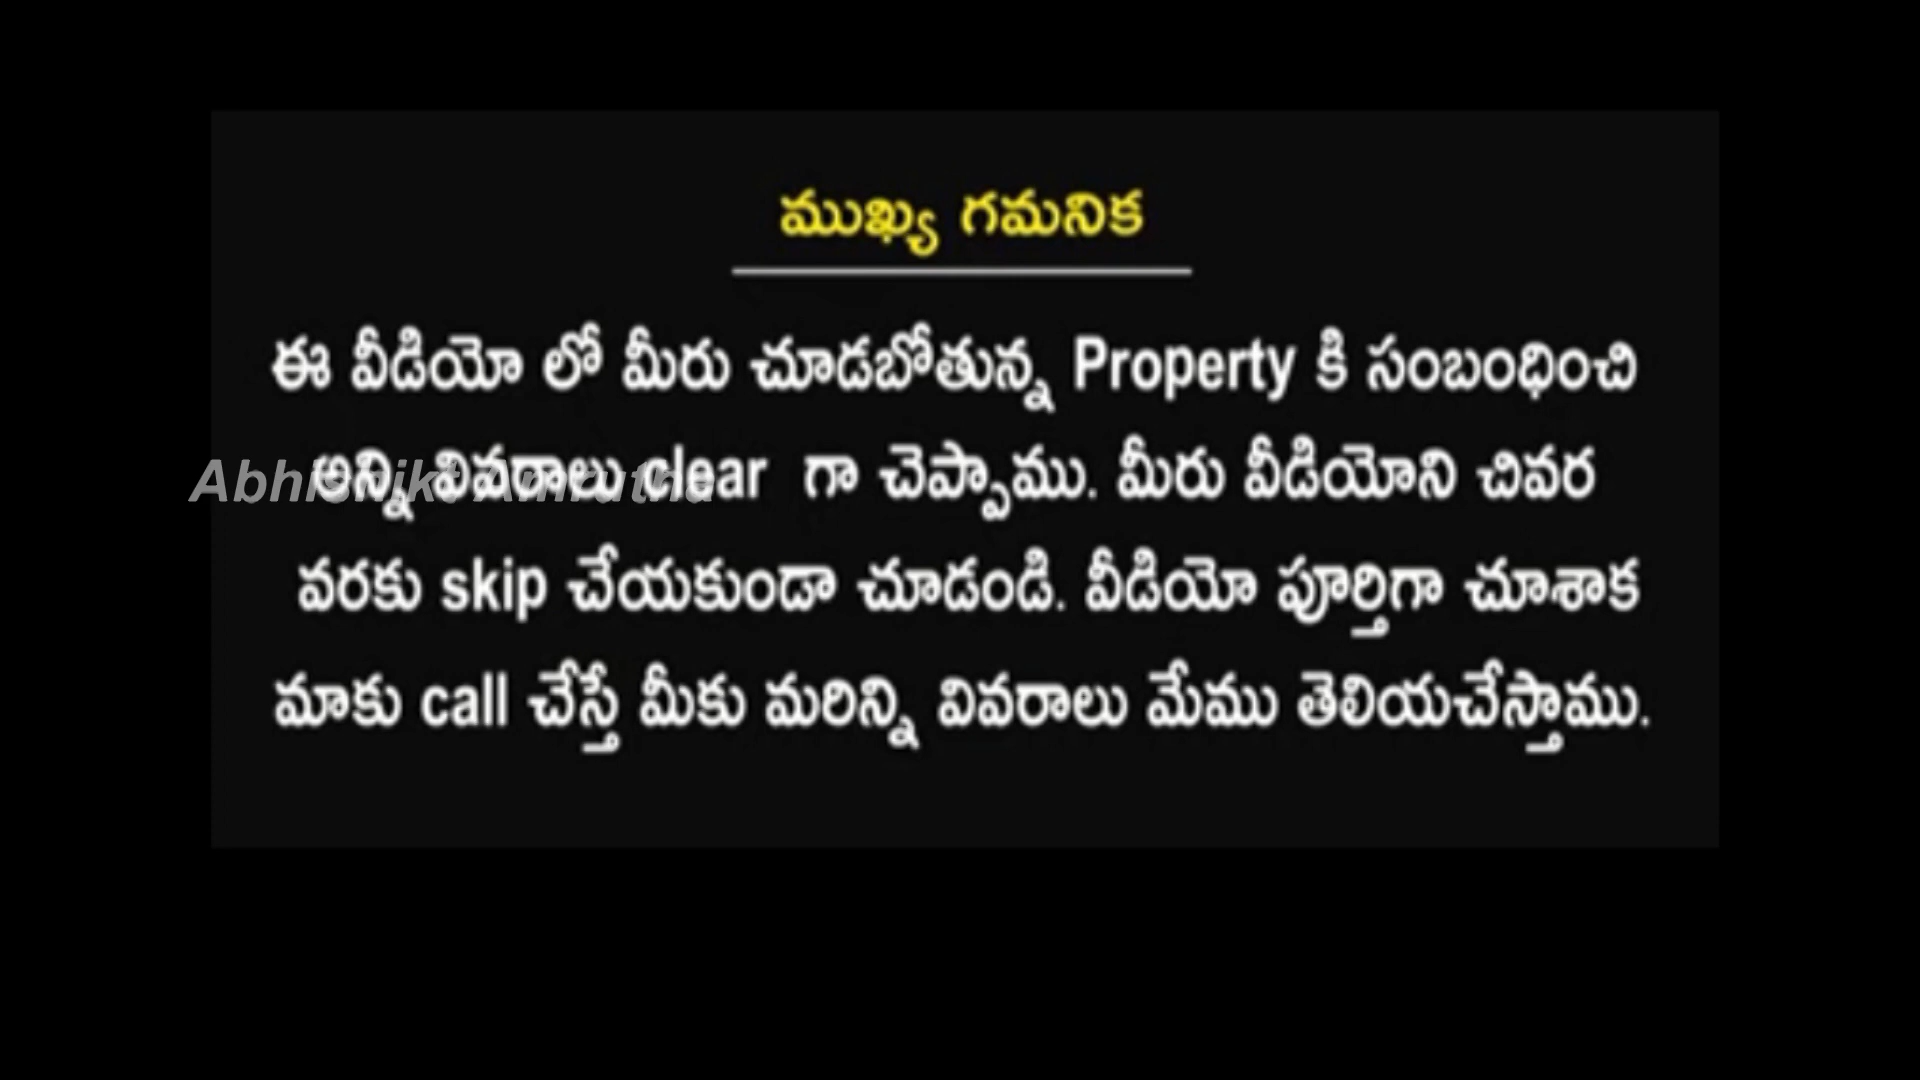 ముఖ్య గమనిక
ఈ వీడియో లో మీరు చూడబోతున్న Property కి సంబంధించి
అన్ని వివరాలు clear గా చెప్పాము. మీరు వీడియోని చివర
వరకు skip చేయకుండా చూడండి. వీడియో పూర్తిగా చూశాక
మాకు call చేస్తే మీకు మరిన్ని వివరాలు మేము తెలియచేస్తాము.